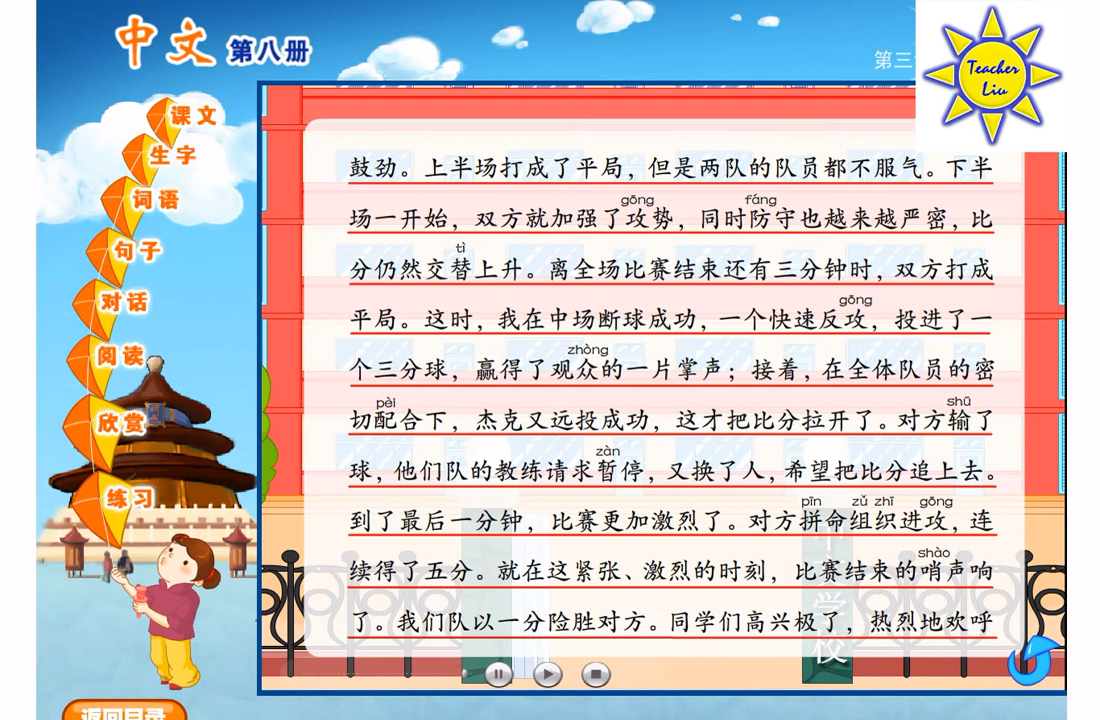 中文 第八册
第三
Teacher
Liu
课文
生字
词语
句子
对话
阅读
欣赏
练习
返回目录
鼓劲。上半场打成了平局，但是两队的队员都不服气。下半
gōng fáng
场一开始，双方就加强了攻势，同时防守也越来越严密，比
tì
分仍然交替上升。离全场比赛结束还有三分钟时，双方打成
gōng
平局。这时，我在中场断球成功，一个快速反攻，投进了一
zhòng
个三分球，赢得了观众的一片掌声；接着，在全体队员的密
pèi shū
切配合下，杰克又远投成功，这才把比分拉开了。对方输了
zàn
球，他们队的教练请求暂停，又换了人，希望把比分追上去。
pīn zǔ zhī gōng
到了最后一分钟，比赛更加激烈了。对方拼命组织进攻，连
shào
续得了五分。就在这紧张、激烈的时刻，比赛结束的哨声响
了。我们队以一分险胜对方。同学们高兴极了，热烈地欢呼
学校